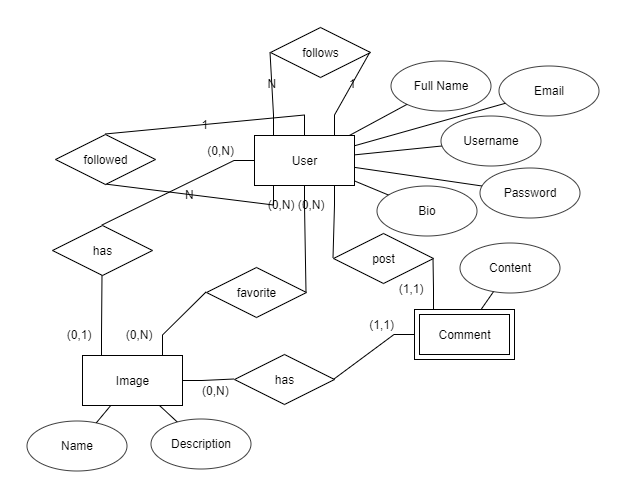 follows
N
1
Full Name
Email
1
Username
followed
(0,N)
User
N
Password
(0,N)
(0,N)
Bio
has
post
Content
favorite
(1,1)
(0,1)
(0,N)
(1,1)
Comment
Image
has
(0,N)
Name
Description